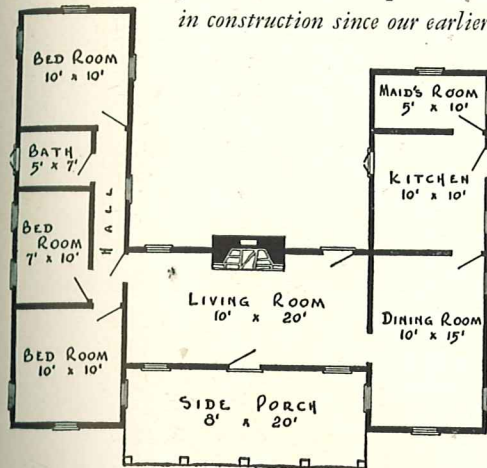 in construction since our earlier
BED ROOM
10' x 10'
MAID'S ROOM
5' x 10'
BATH
5' x 7'
KITCHEN
10' x 10'
HALL
BED
ROOM
7' x 10'
LIVING ROOM
10' x 20'
DINING ROOM
10' x 15'
BED ROOM
10' x 10'
SIDE PORCH
8' x 20'